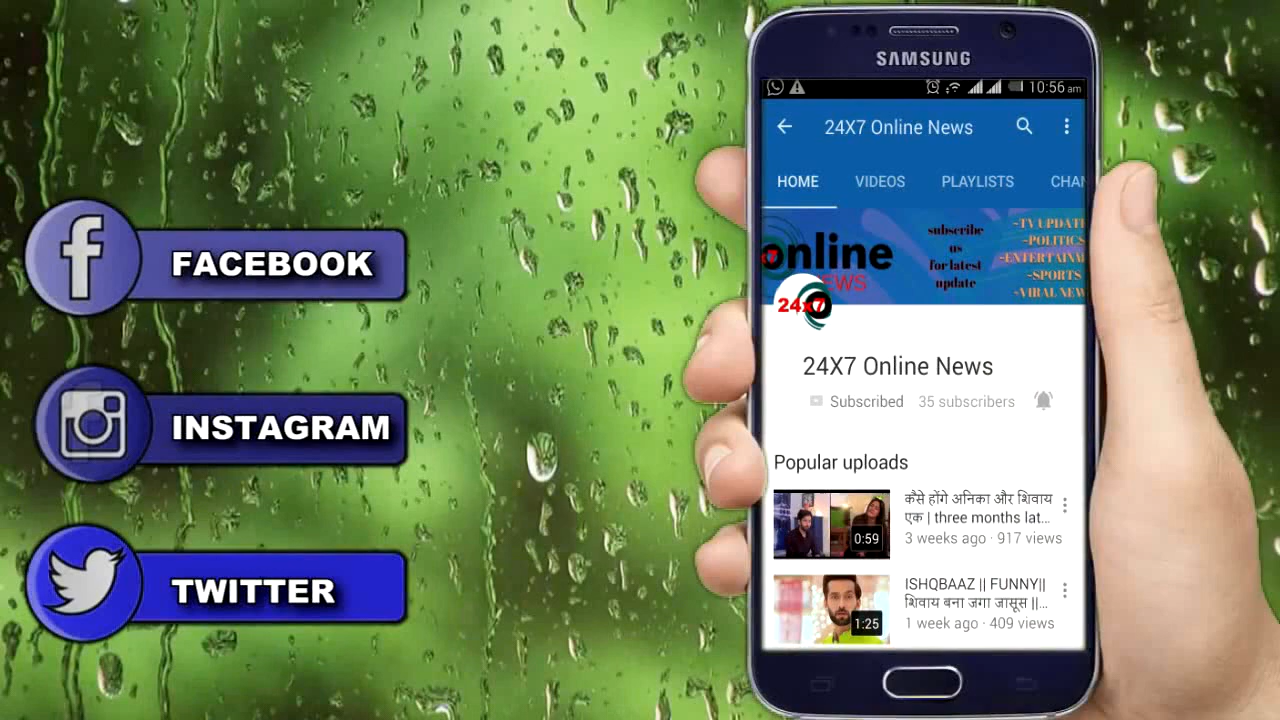 FACEBOOK
INSTAGRAM
TWITTER
SAMSUNG
10:56 am
24X7 Online News
HOME VIDEOS PLAYLISTS CHAN
online
NEWS
subscribe
us
for latest
update
~TV UPDATE
~POLITICS
~ENTERTAINM
~SPORTS
~VIRAL NEW
24x7
24X7 Online News
Subscribed 35 subscribers
Popular uploads
0:59
कैसे होंगे अनिका और शिवाय
एक | three months lat...
3 weeks ago · 917 views
1:25
ISHQBAAZ || FUNNY||
शिवाय बना जगा जासूस ||...
1 week ago · 409 views